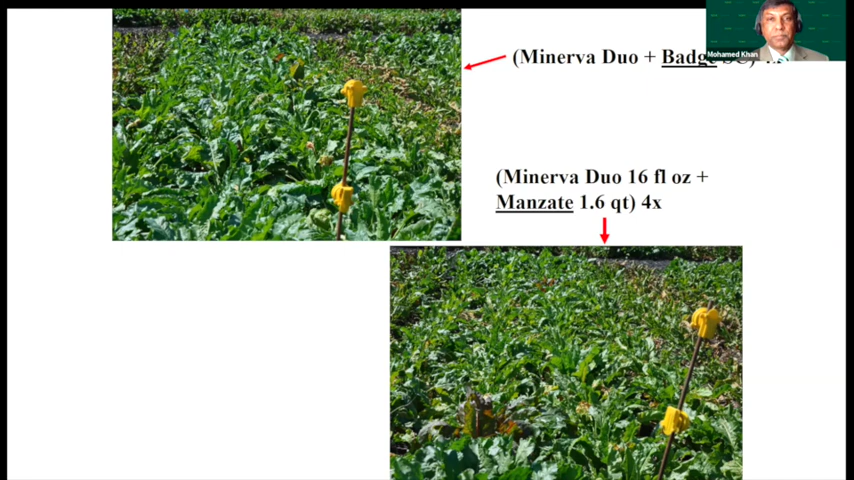 (Minerva Duo + Badge
Mohamed Khan
(Minerva Duo 16 fl oz +
Manzate 1.6 qt) 4x